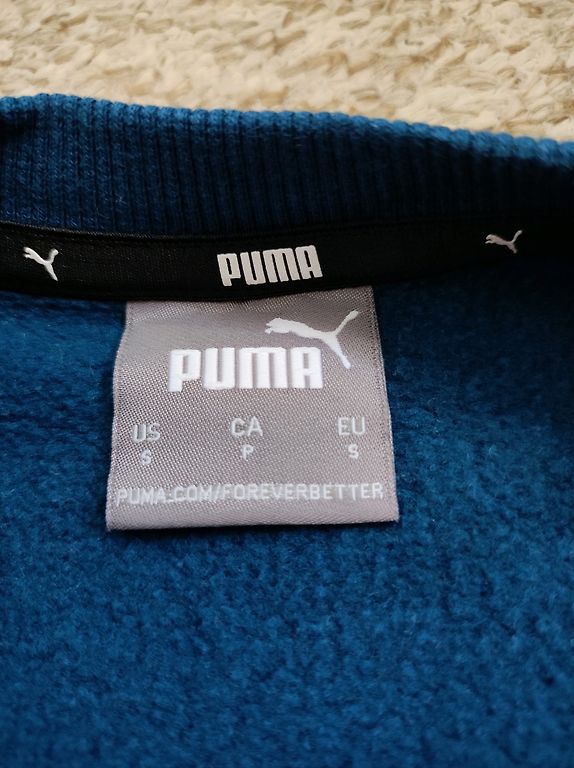 PUMA
PUMA
US CA EU
S P S
PUMA.COM/FOREVERBETTER